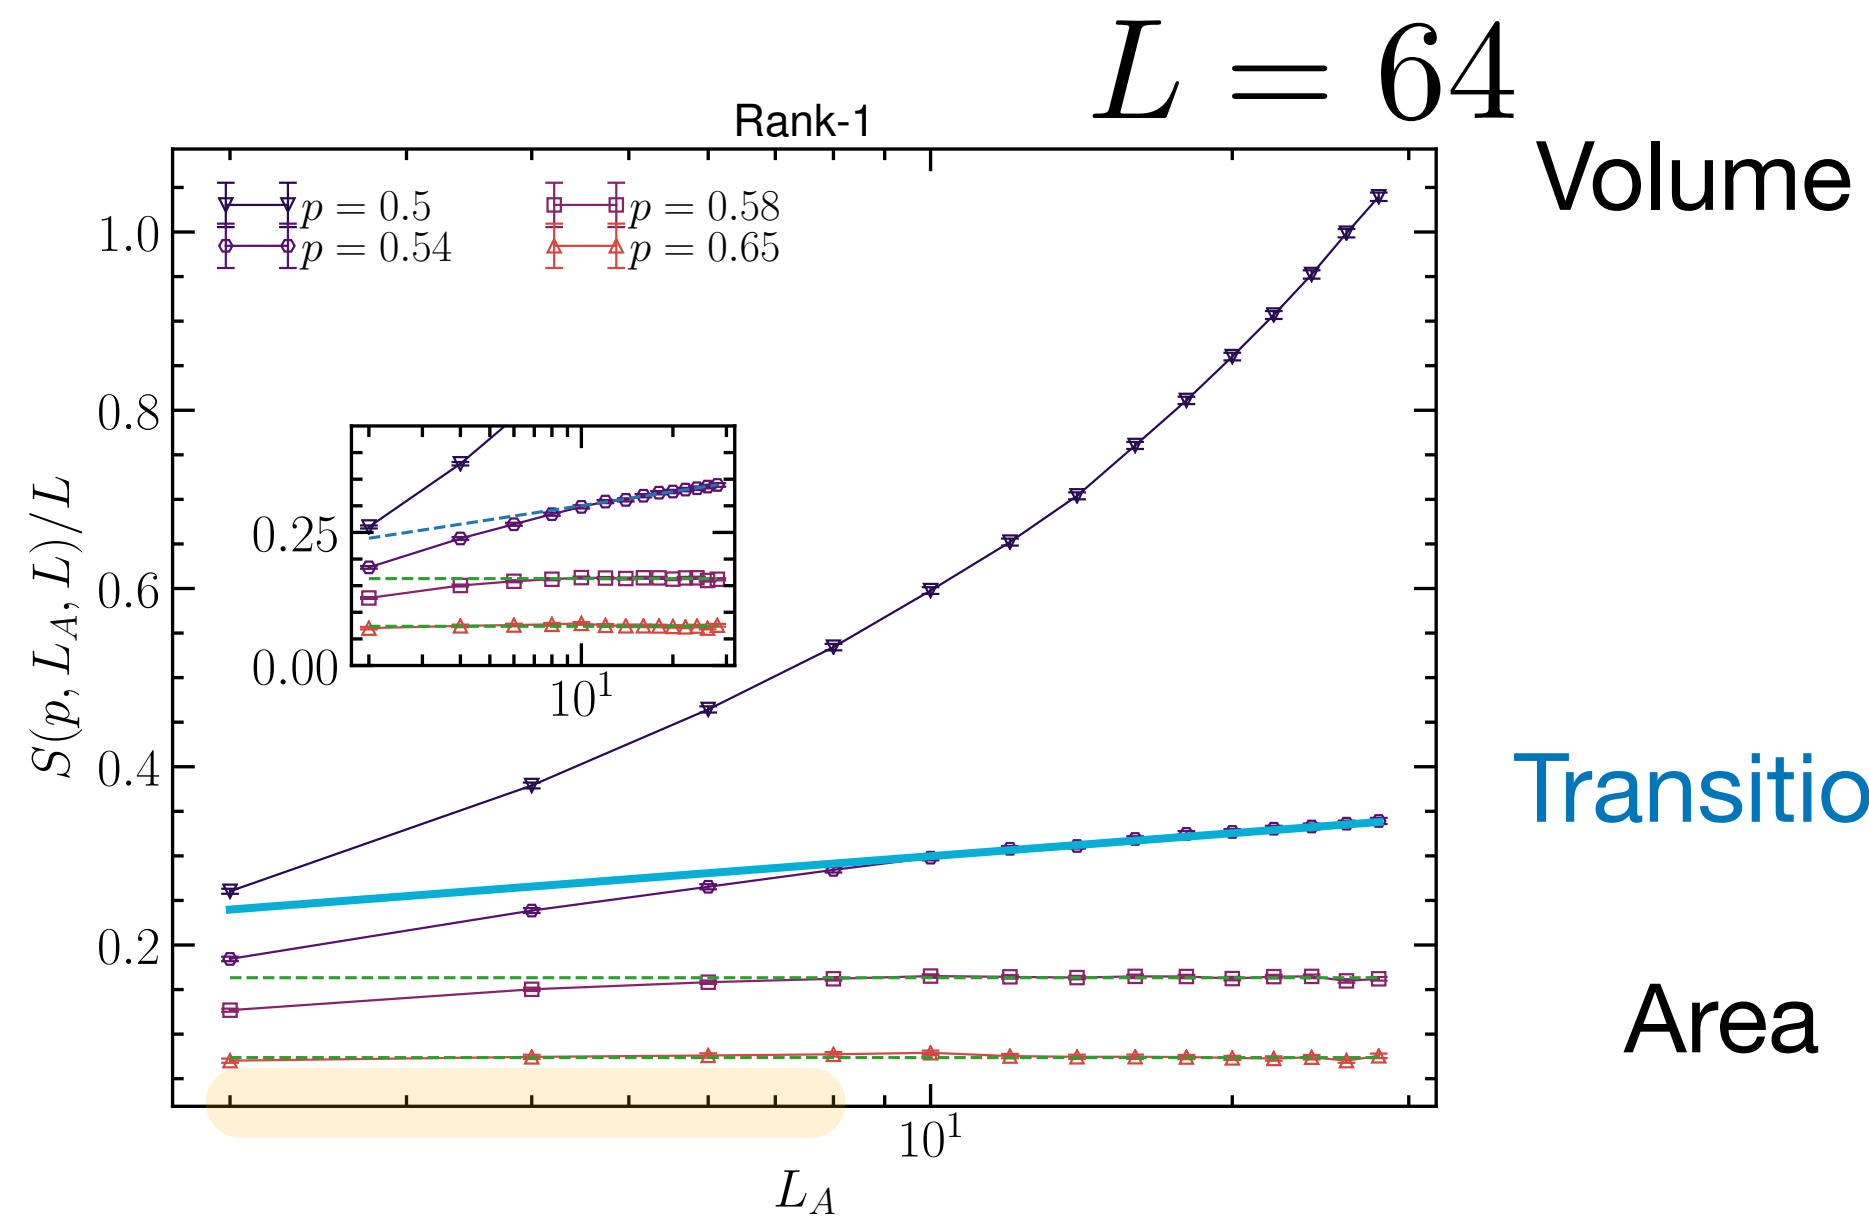 L = 64
Rank-1
Volume
p = 0.5
p = 0.58
p = 0.54
p = 0.65
1.0
0.8
0.6
0.4
0.2
S(p, L_A, L)/L
0.25
0.00
10^1
Transitio
Area
10^1
L_A